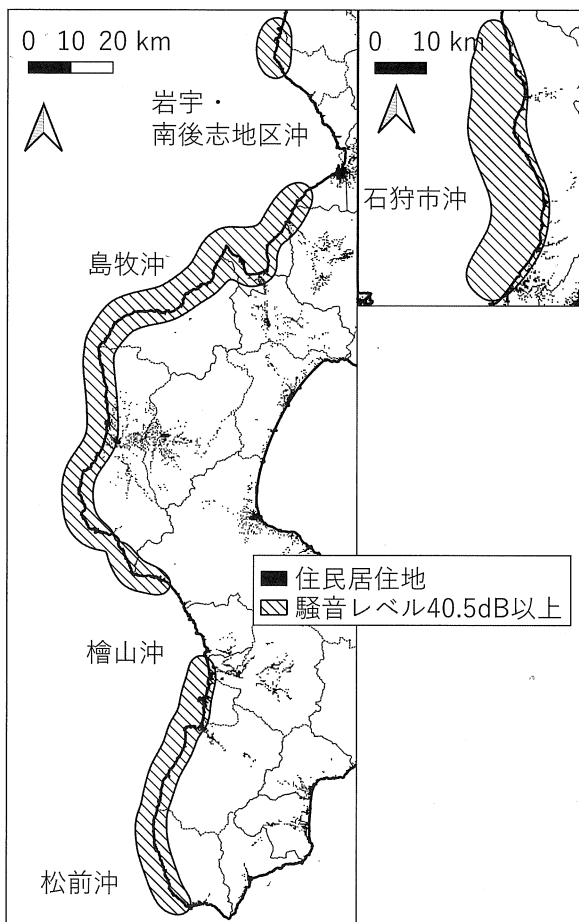 0 10 20 km
岩宇・
南後志地区沖
島牧沖
檜山沖
松前沖
0 10 km
石狩市沖
住民居住地
騒音レベル40.5dB以上